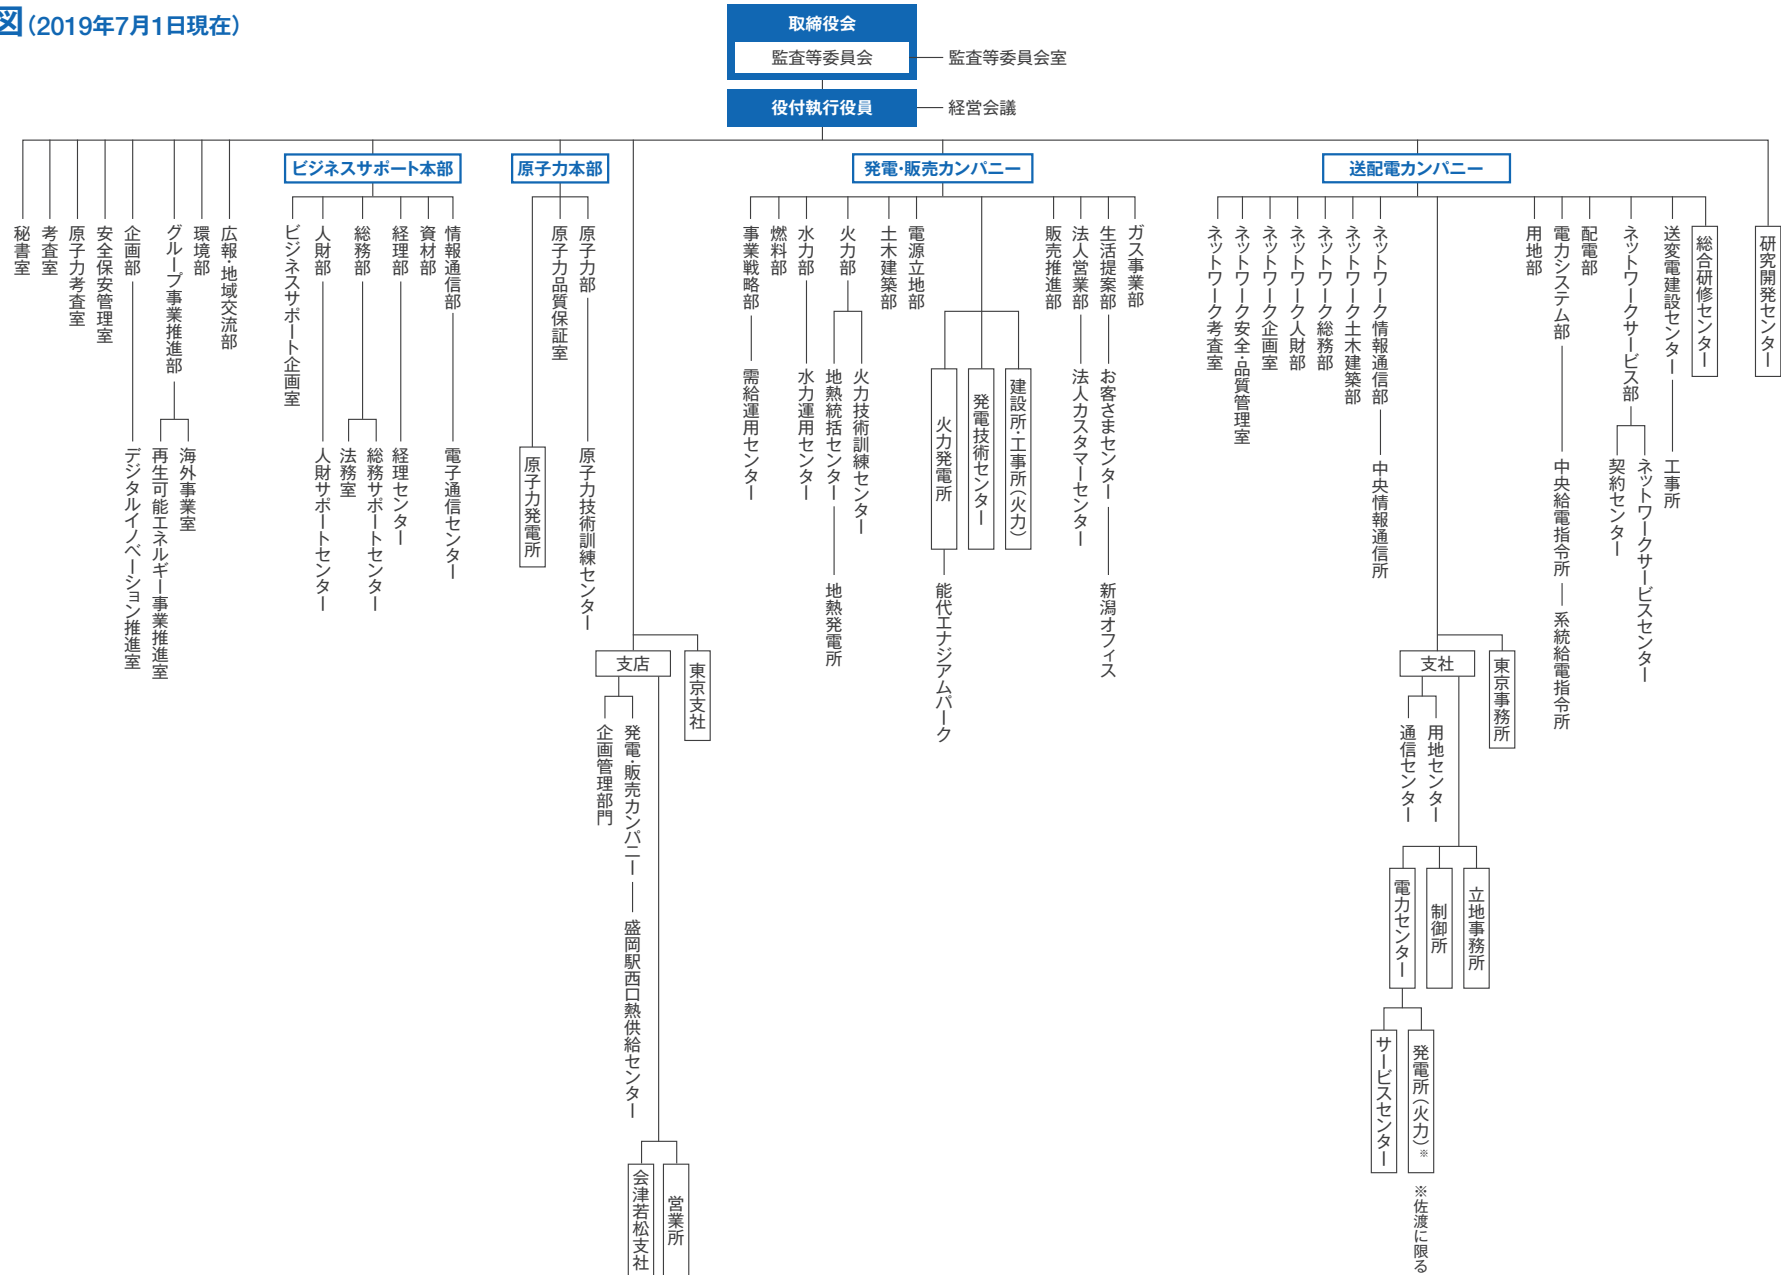 図(2019年7月1日現在)
取締役会
監査等委員会
監査等委員会室
役付執行役員
経営会議
秘書室
考査室
原子力考査室
安全保安管理室
企画部
デジタルイノベーション推進室
グループ事業推進部
再生可能エネルギー事業推進室
海外事業室
環境部
広報・地域交流部
ビジネスサポート本部
ビジネスサポート企画室
人財部
人財サポートセンター
総務部
法務室
総務サポートセンター
経理部
経理センター
資材部
情報通信部
電子通信センター
原子力本部
原子力発電所
原子力品質保証室
原子力部
原子力技術訓練センター
支店
企画管理部門
発電・販売カンパニー
盛岡駅西口熱供給センター
会津若松支社
営業所
東京支社
発電・販売カンパニー
事業戦略部
需給運用センター
燃料部
水力部
水力運用センター
火力部
地熱統括センター
地熱発電所
火力技術訓練センター
土木建築部
電源立地部
火力発電所
能代エナジアムパーク
発電技術センター
建設所・工事所(火力)
販売推進部
法人営業部
法人カスタマーセンター
生活提案部
お客さまセンター
新潟オフィス
ガス事業部
送配電カンパニー
ネットワーク考査室
ネットワーク安全・品質管理室
ネットワーク企画室
ネットワーク人財部
ネットワーク総務部
ネットワーク土木建築部
ネットワーク情報通信部
中央情報通信所
支社
通信センター
用地センター
電力センター
サービスセンター
発電所(火力)※
※佐渡に限る
制御所
立地事務所
東京事務所
用地部
電力システム部
中央給電指令所
系統給電指令所
配電部
ネットワークサービス部
契約センター
ネットワークサービスセンター
送変電建設センター
工事所
総合研修センター
研究開発センター